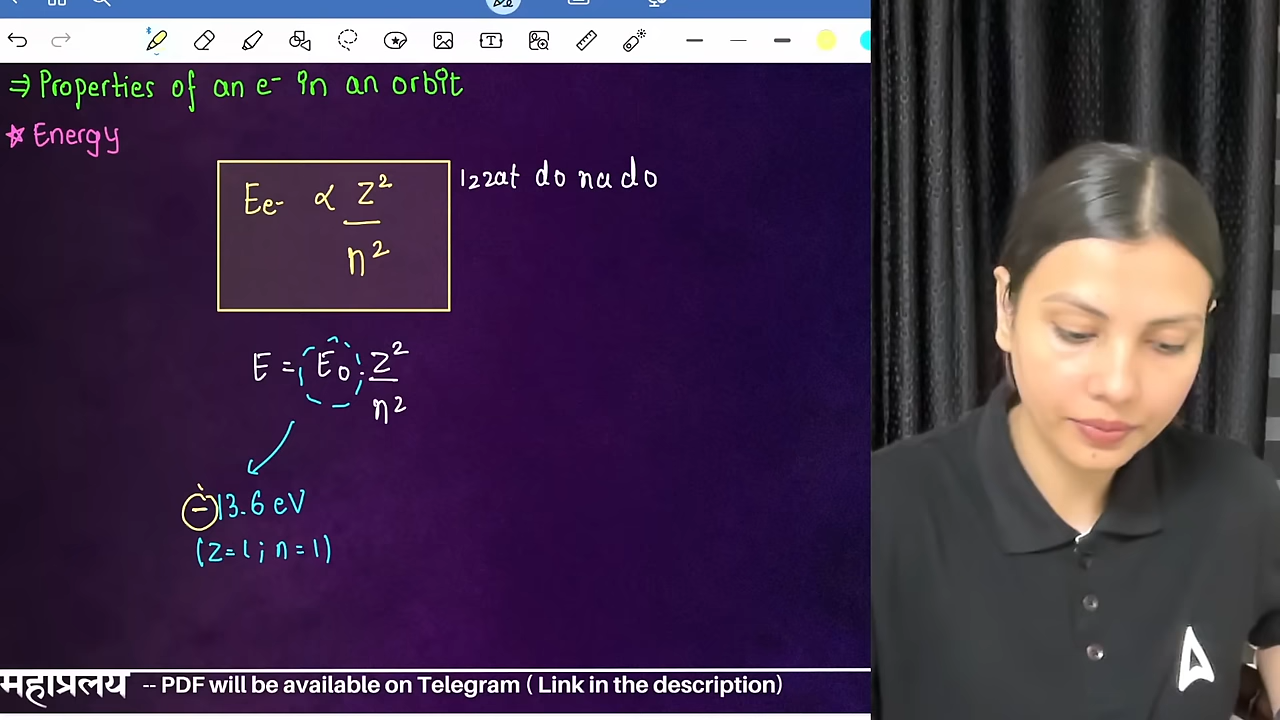 ⇒ Properties of an e⁻ in an orbit
☆ Energy
Ee⁻ ∝ Z²/n²
Izzat do na do
E = E₀ . Z²/n²
-13.6 eV
(Z=1; n=1)
महाप्रलय -- PDF will be available on Telegram ( Link in the description)